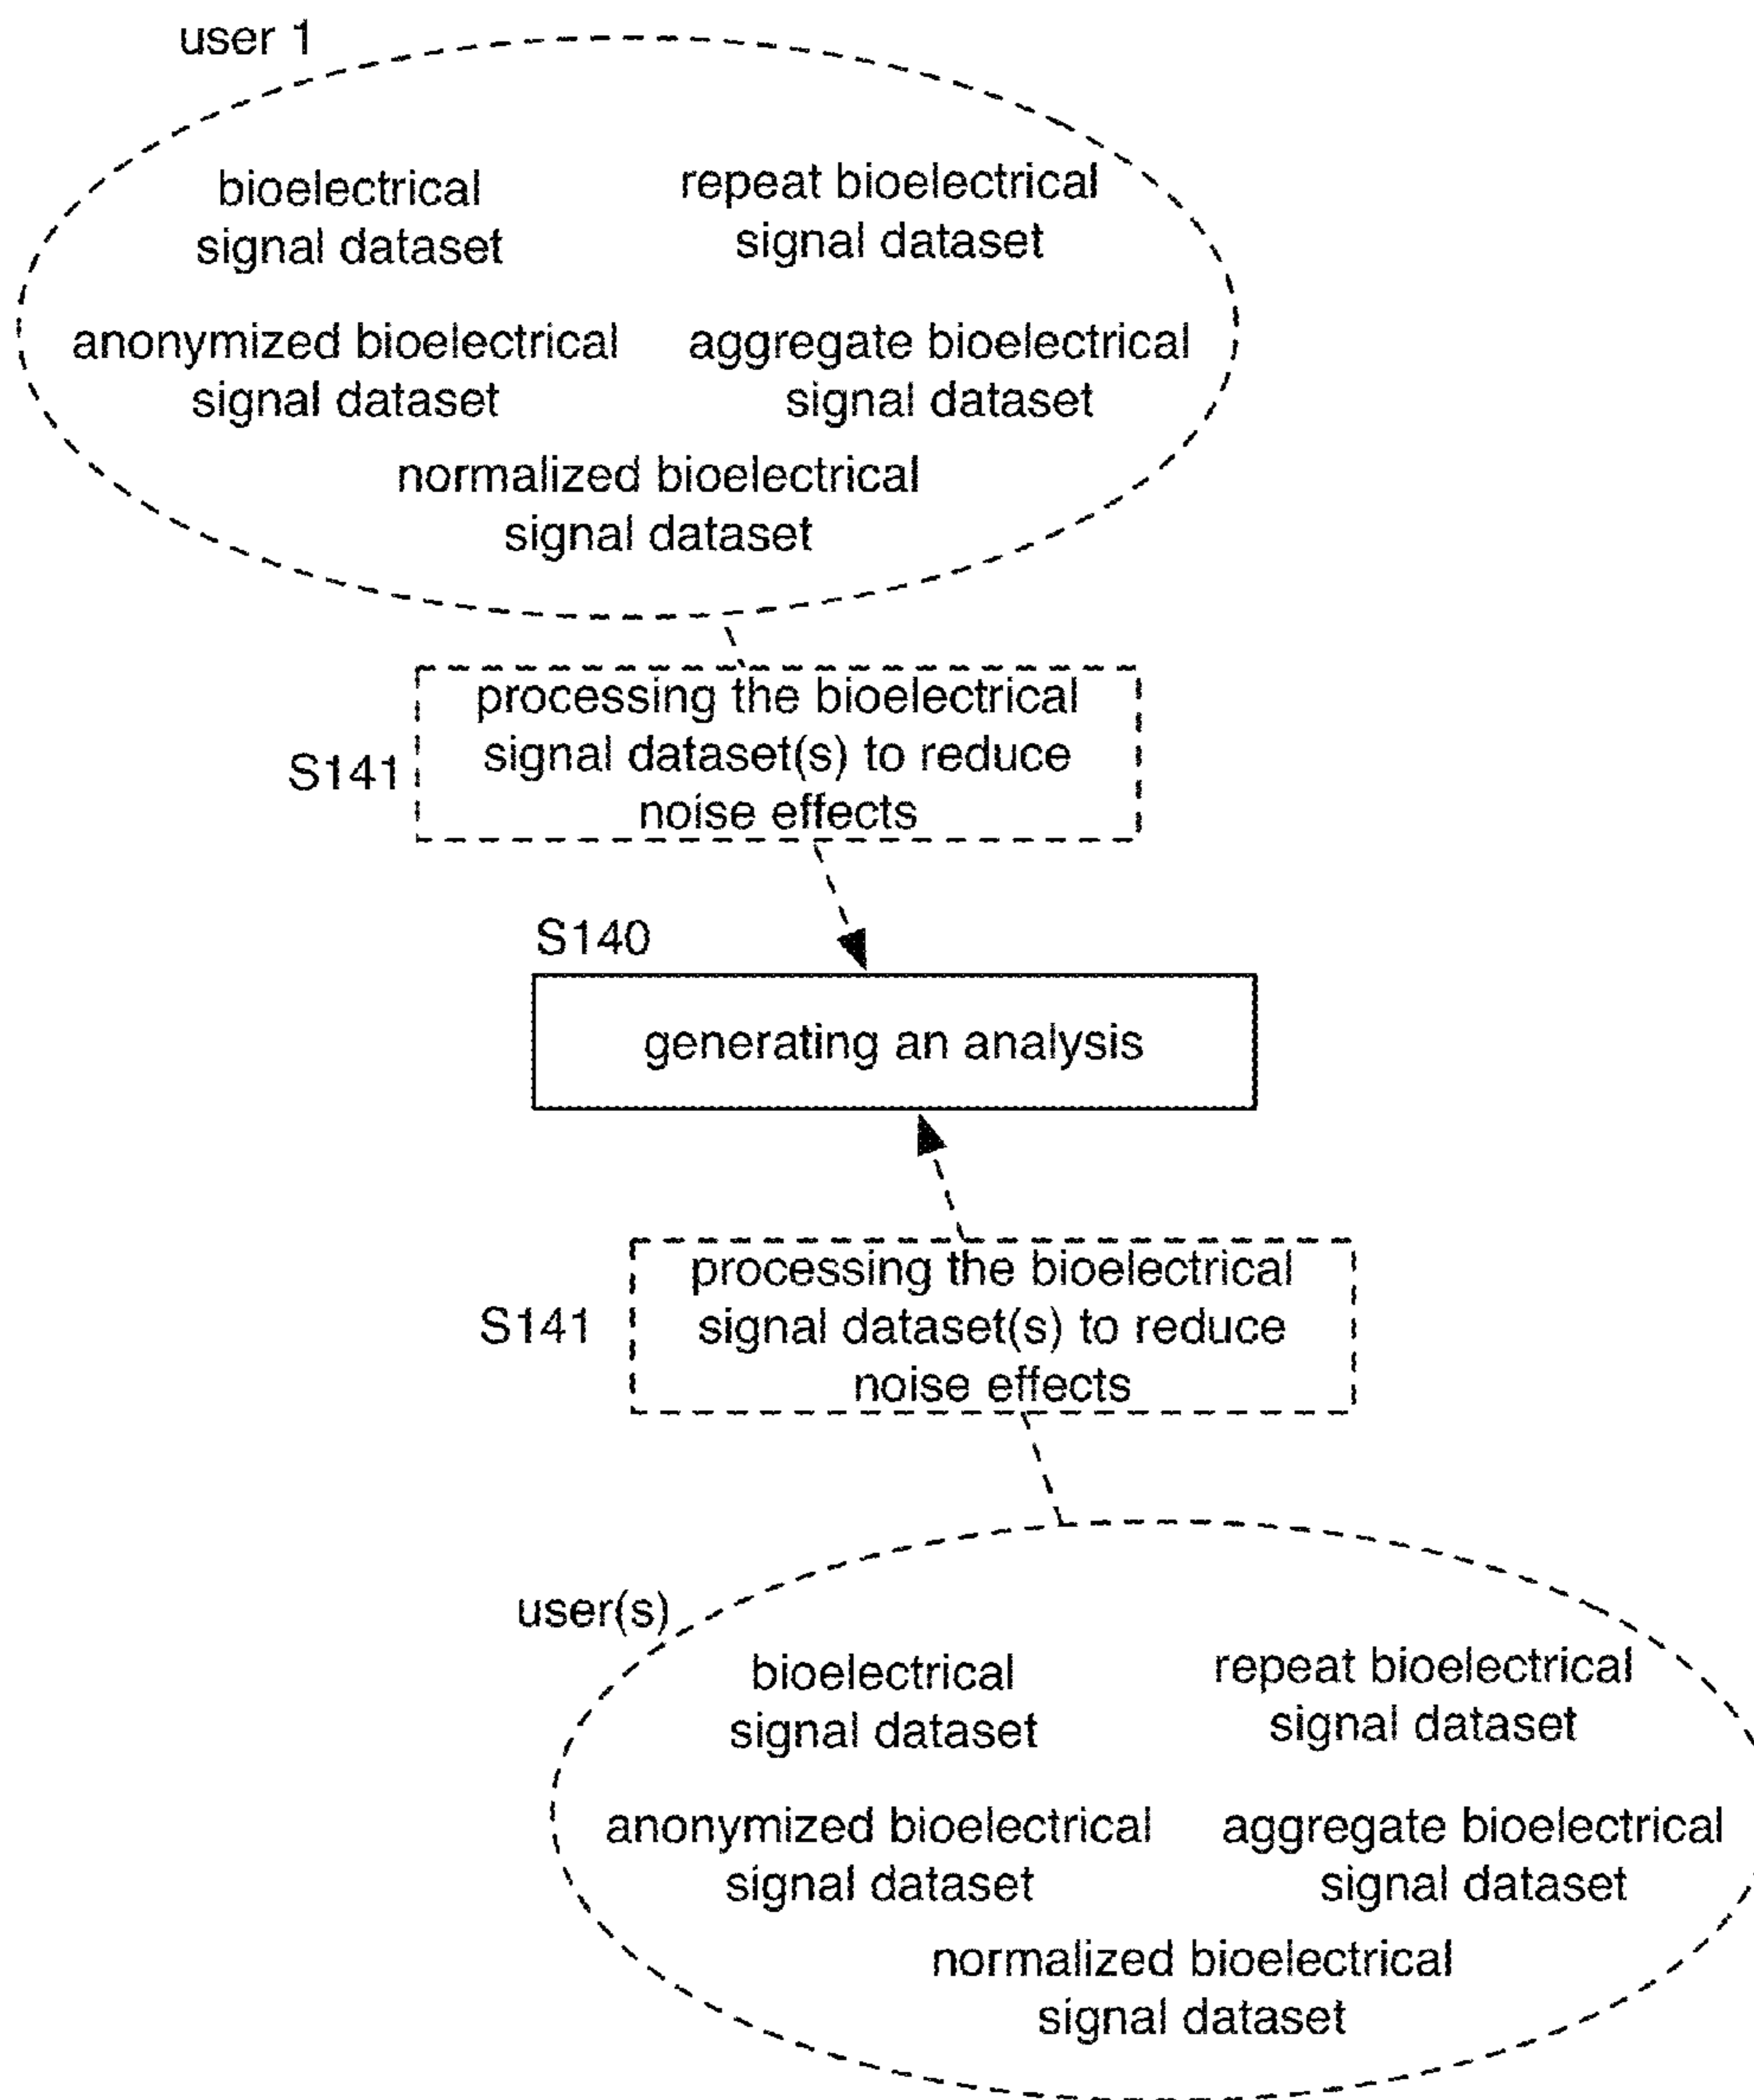 user 1
bioelectrical
signal dataset
repeat bioelectrical
signal dataset
anonymized bioelectrical
signal dataset
aggregate bioelectrical
signal dataset
normalized bioelectrical
signal dataset
S141
processing the bioelectrical
signal dataset(s) to reduce
noise effects
S140
generating an analysis
S141
processing the bioelectrical
signal dataset(s) to reduce
noise effects
user(s)
bioelectrical
signal dataset
repeat bioelectrical
signal dataset
anonymized bioelectrical
signal dataset
aggregate bioelectrical
signal dataset
normalized bioelectrical
signal dataset